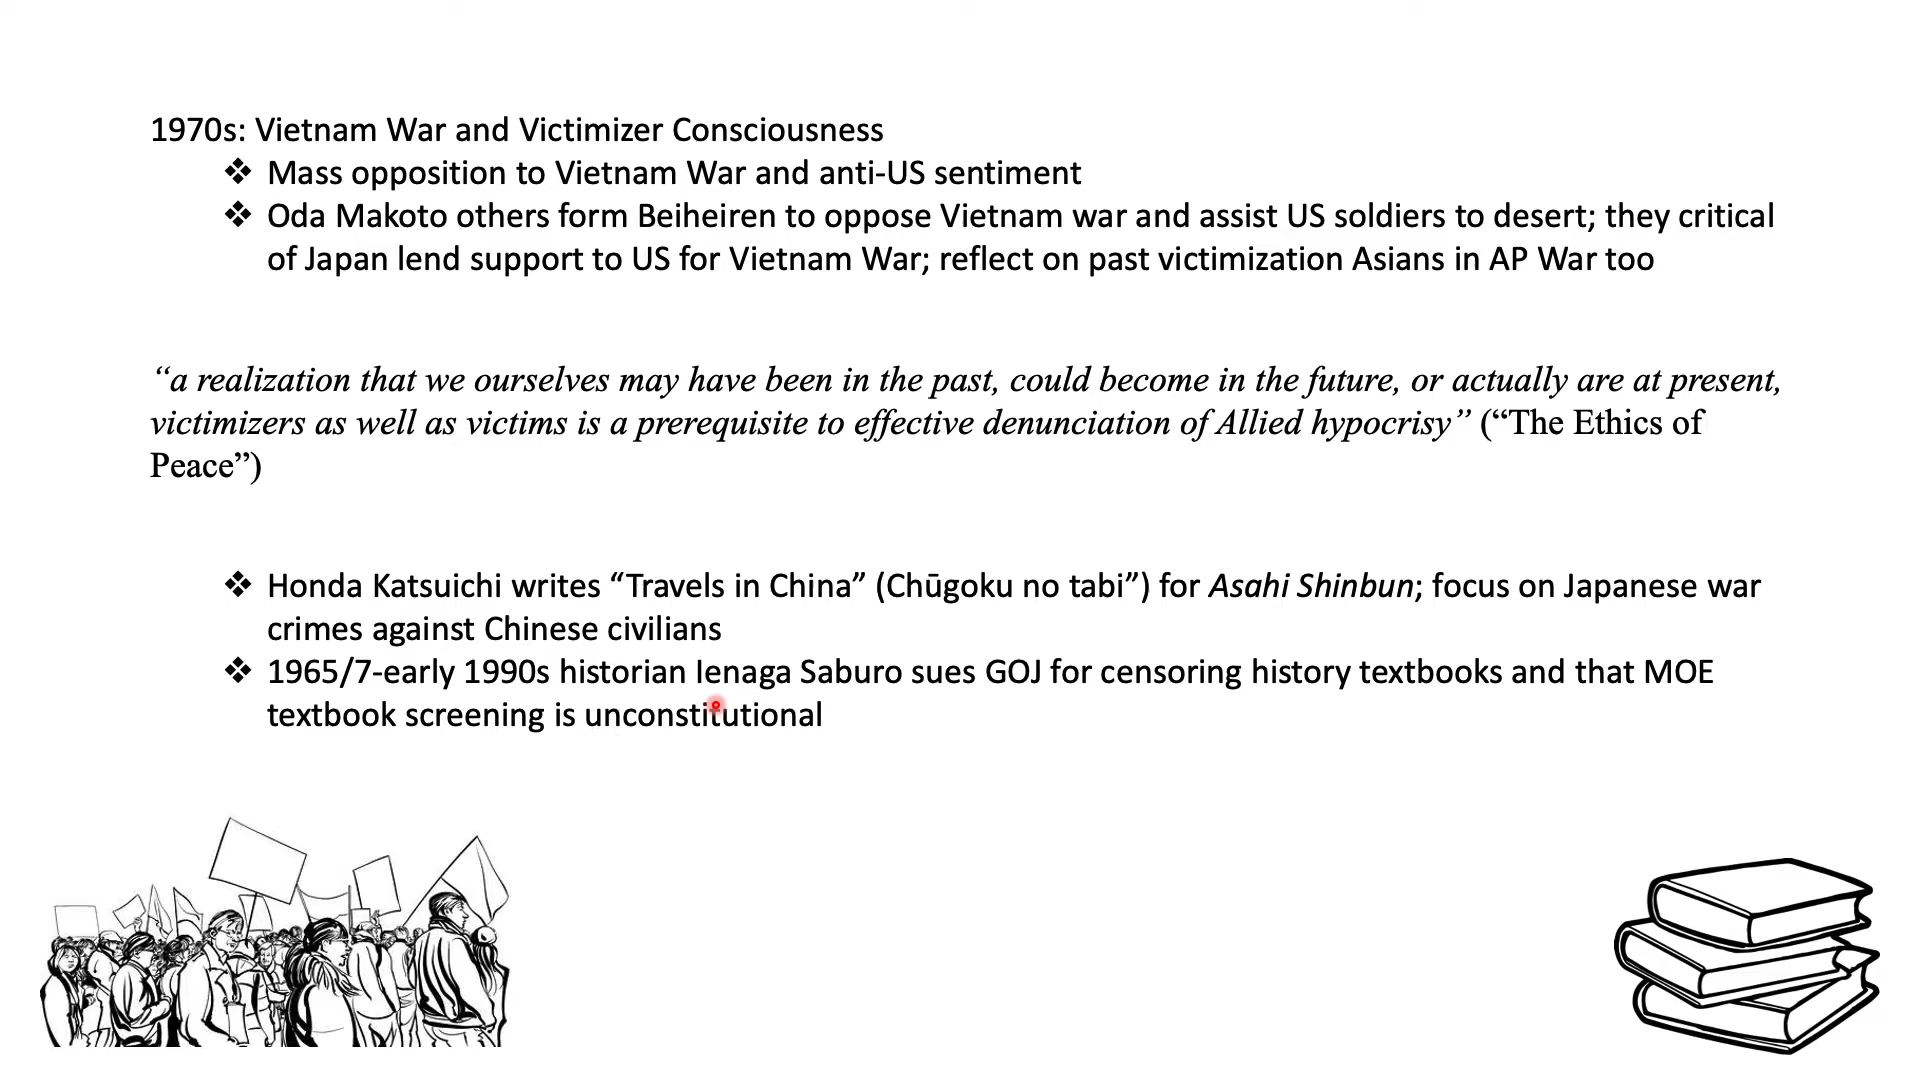 1970s: Vietnam War and Victimizer Consciousness
❖ Mass opposition to Vietnam War and anti-US sentiment
❖ Oda Makoto others form Beiheiren to oppose Vietnam war and assist US soldiers to desert; they critical
of Japan lend support to US for Vietnam War; reflect on past victimization Asians in AP War too
“a realization that we ourselves may have been in the past, could become in the future, or actually are at present,
victimizers as well as victims is a prerequisite to effective denunciation of Allied hypocrisy” (“The Ethics of
Peace”)
❖ Honda Katsuichi writes “Travels in China” (Chūgoku no tabi”) for Asahi Shinbun; focus on Japanese war
crimes against Chinese civilians
❖ 1965/7-early 1990s historian Ienaga Saburo sues GOJ for censoring history textbooks and that MOE
textbook screening is unconstitutional